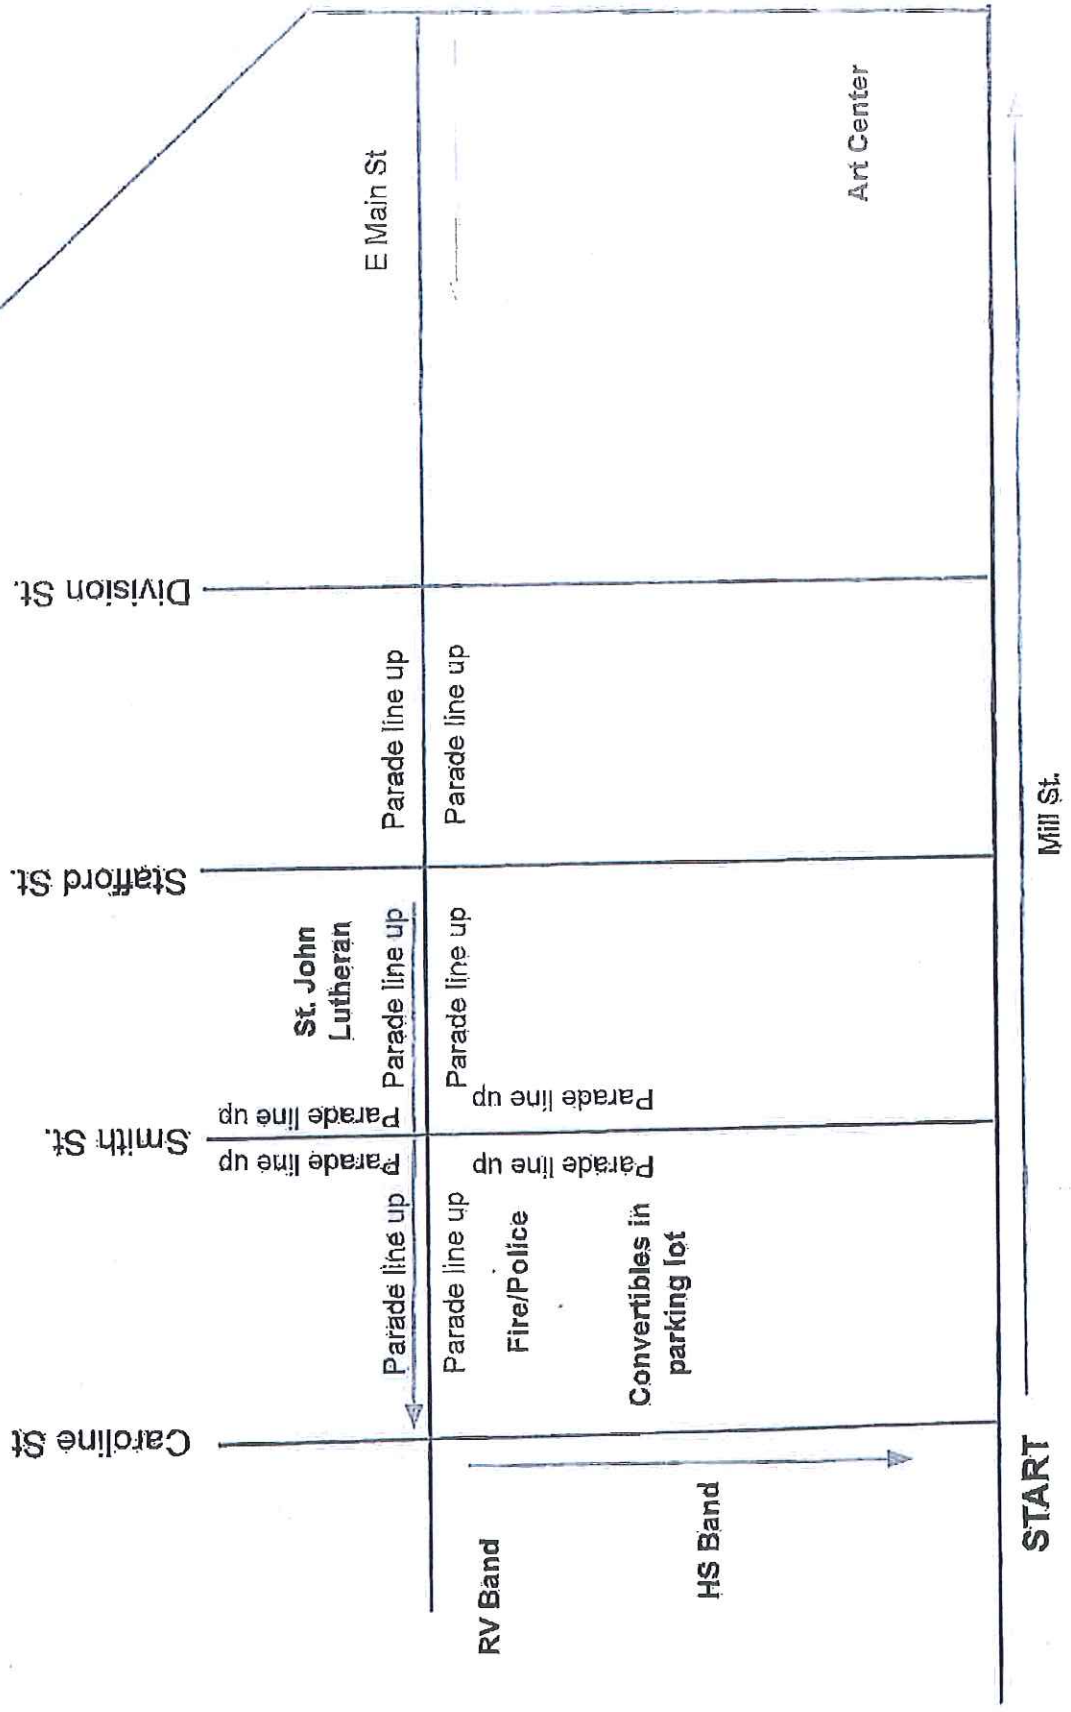 Caroline St
Smith St.
Stafford St.
Division St.
E Main St
St. John
Lutheran
Parade line up
Parade line up
Parade line up
Parade line up
Parade line up
Parade line up
Parade line up
Parade line up
Parade line up
Parade line up
RV Band
Fire/Police
Convertibles in
parking lot
HS Band
Art Center
START
Mill St.